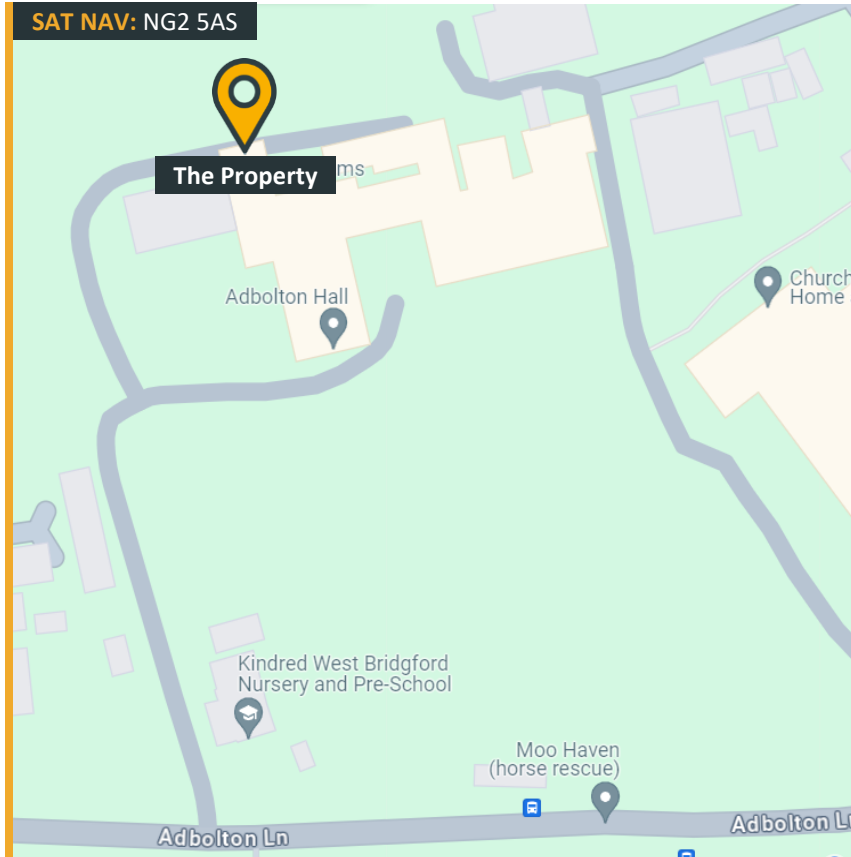 SAT NAV: NG2 5AS
The Property
ms
Adbolton Hall
Church
Home
Kindred West Bridgford
Nursery and Pre-School
Moo Haven
(horse rescue)
Adbolton Ln
Adbolton Ln